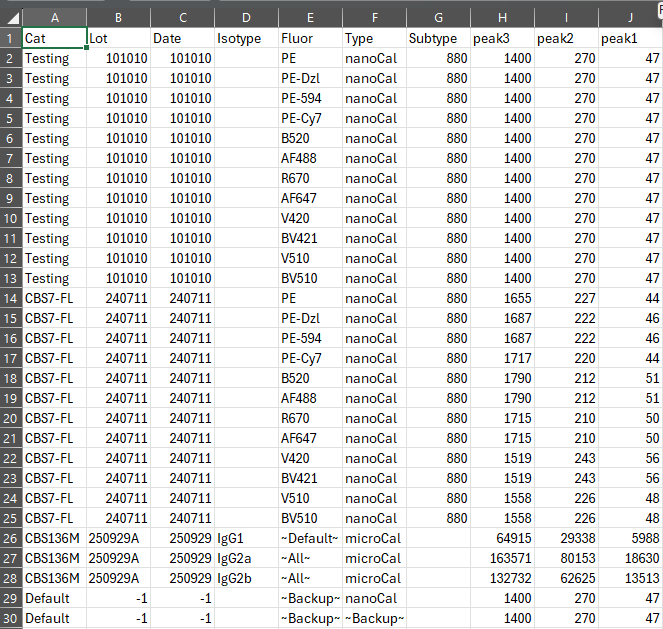 A B C D E F G H I J
1 Cat Lot Date Isotype Fluor Type Subtype peak3 peak2 peak1
2 Testing 101010 101010 PE nanoCal 880 1400 270 47
3 Testing 101010 101010 PE-Dzl nanoCal 880 1400 270 47
4 Testing 101010 101010 PE-594 nanoCal 880 1400 270 47
5 Testing 101010 101010 PE-Cy7 nanoCal 880 1400 270 47
6 Testing 101010 101010 B520 nanoCal 880 1400 270 47
7 Testing 101010 101010 AF488 nanoCal 880 1400 270 47
8 Testing 101010 101010 R670 nanoCal 880 1400 270 47
9 Testing 101010 101010 AF647 nanoCal 880 1400 270 47
10 Testing 101010 101010 V420 nanoCal 880 1400 270 47
11 Testing 101010 101010 BV421 nanoCal 880 1400 270 47
12 Testing 101010 101010 V510 nanoCal 880 1400 270 47
13 Testing 101010 101010 BV510 nanoCal 880 1400 270 47
14 CBS7-FL 240711 240711 PE nanoCal 880 1655 227 44
15 CBS7-FL 240711 240711 PE-Dzl nanoCal 880 1687 222 46
16 CBS7-FL 240711 240711 PE-594 nanoCal 880 1687 222 46
17 CBS7-FL 240711 240711 PE-Cy7 nanoCal 880 1717 220 44
18 CBS7-FL 240711 240711 B520 nanoCal 880 1790 212 51
19 CBS7-FL 240711 240711 AF488 nanoCal 880 1790 212 51
20 CBS7-FL 240711 240711 R670 nanoCal 880 1715 210 50
21 CBS7-FL 240711 240711 AF647 nanoCal 880 1715 210 50
22 CBS7-FL 240711 240711 V420 nanoCal 880 1519 243 56
23 CBS7-FL 240711 240711 BV421 nanoCal 880 1519 243 56
24 CBS7-FL 240711 240711 V510 nanoCal 880 1558 226 48
25 CBS7-FL 240711 240711 BV510 nanoCal 880 1558 226 48
26 CBS136M 250929A 250929 IgG1 ~Default~ microCal 64915 29338 5988
27 CBS136M 250929A 250929 IgG2a ~All~ microCal 163571 80153 18630
28 CBS136M 250929A 250929 IgG2b ~All~ microCal 132732 62625 13513
29 Default -1 -1 ~Backup~ nanoCal 1400 270 47
30 Default -1 -1 ~Backup~ ~Backup~ 1400 270 47